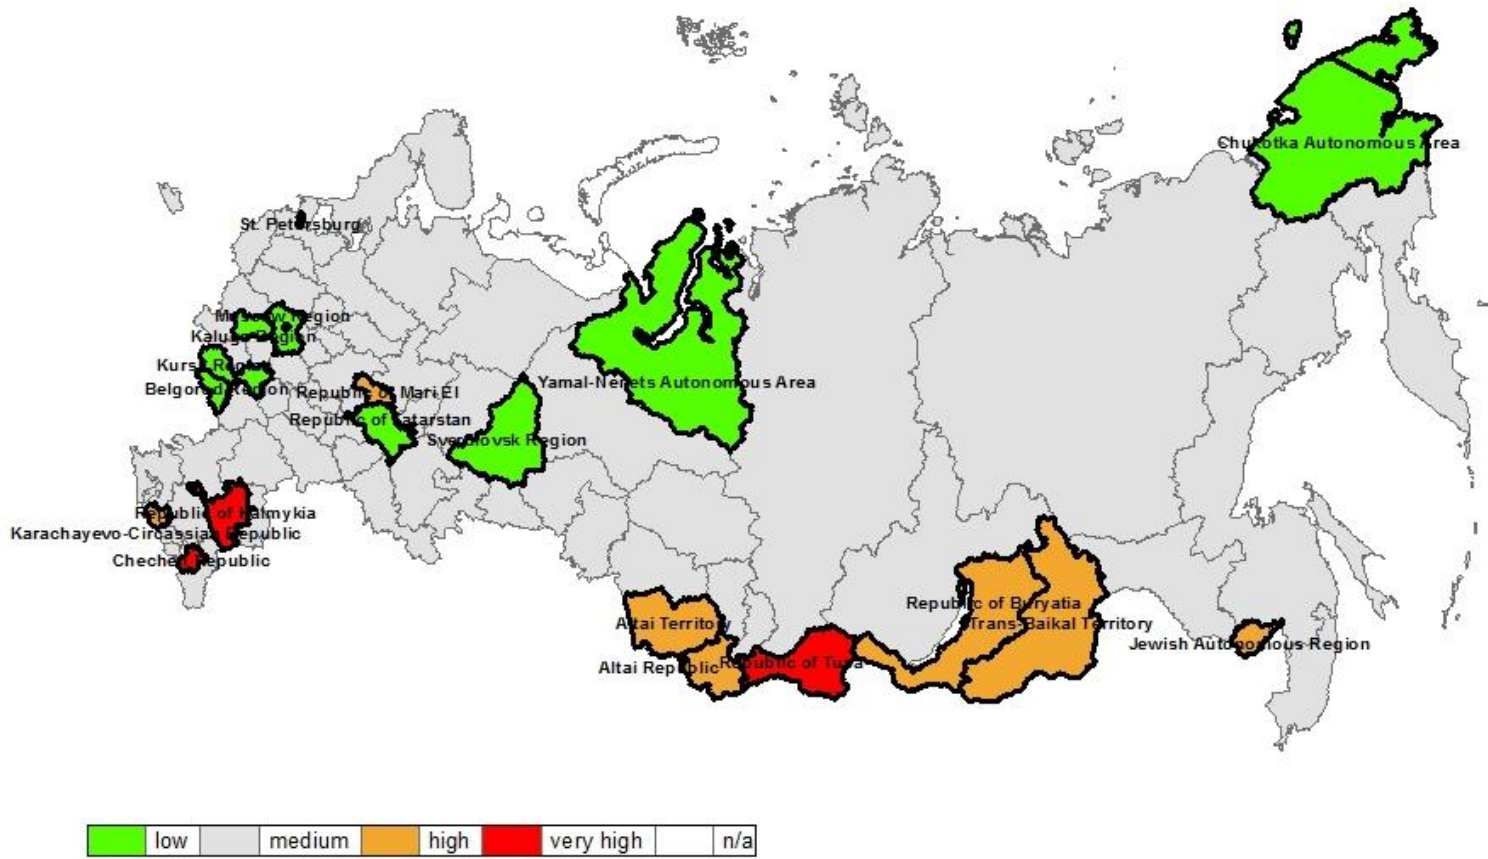 Chukotka Autonomous Area
St. Petersburg
Moscow Region
Kaluga Region
Kursk Region
Belgorod Region
Yamal-Nenets Autonomous Area
Republic of Mari El
Republic of Tatarstan
Sverdlovsk Region
Republic of Kalmykia
Karachayevo-Circassian Republic
Chechen Republic
Republic of Buryatia
Altai Territory
Trans-Baikal Territory
Jewish Autonomous Region
Altai Republic
Republic of Tuva
low medium high very high n/a